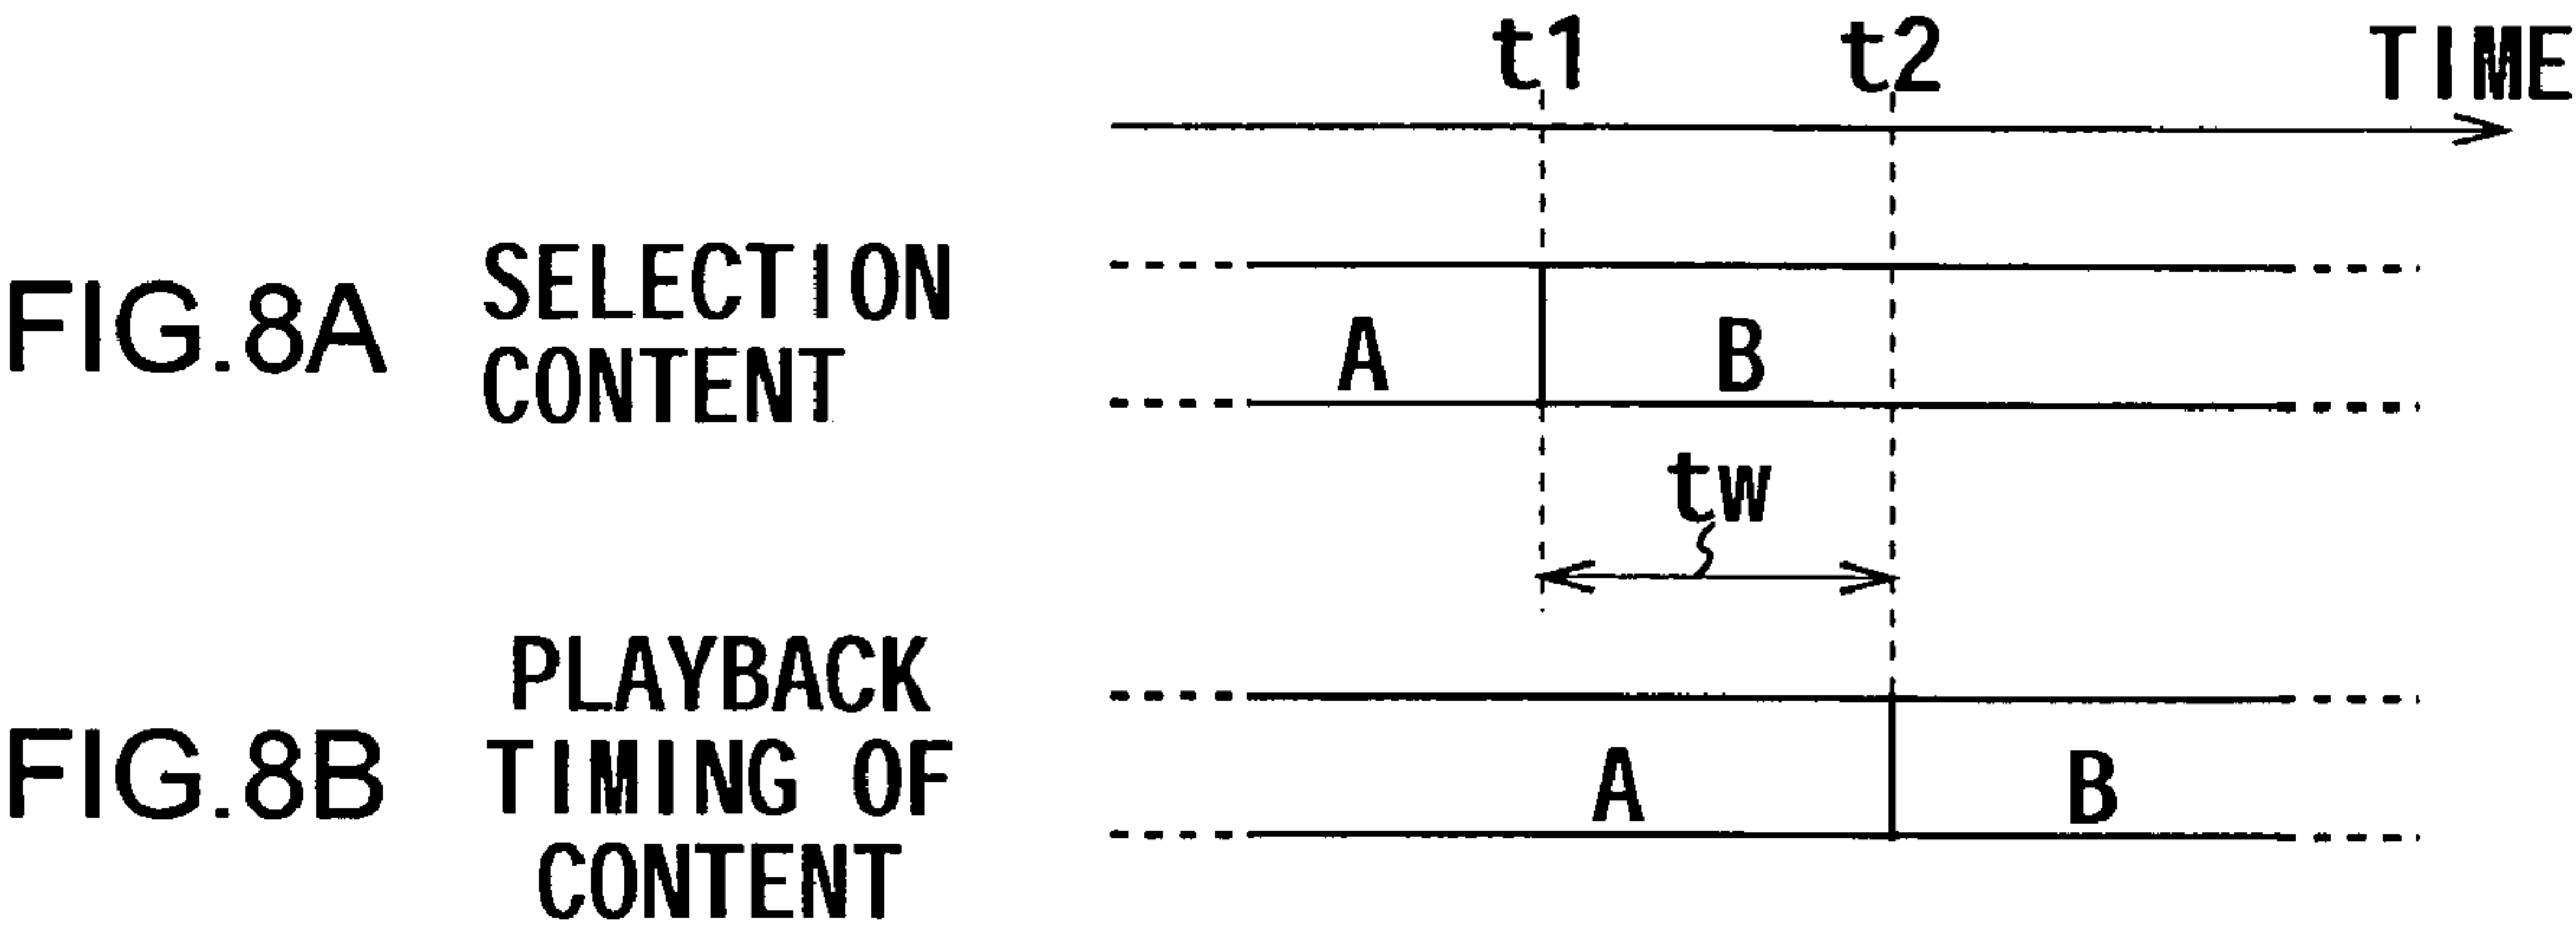 t1 t2 TIME
FIG.8A
SELECTION
CONTENT
A B
tw
FIG.8B
PLAYBACK
TIMING OF
CONTENT
A B